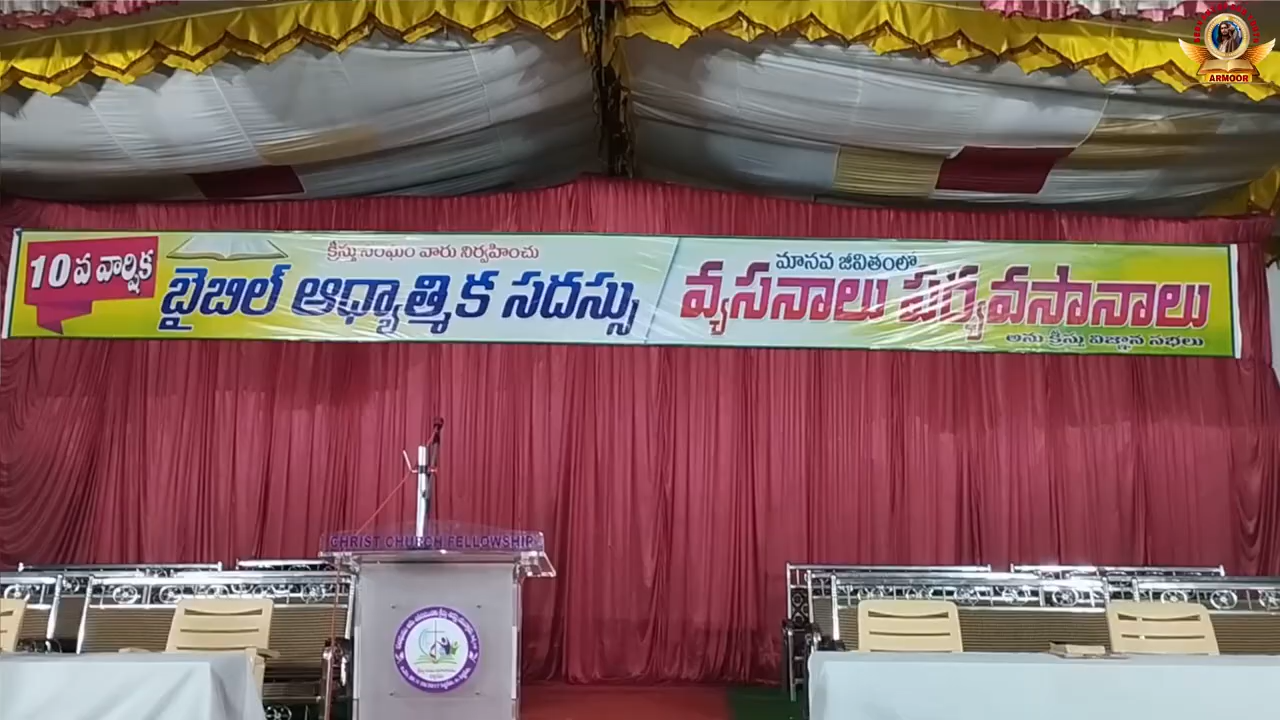 ARMOOR
10వ వార్షిక
క్రీస్తు సంఘం వారు నిర్వహించు
బైబిల్ ఆధ్యాత్మిక సదస్సు
మానవ జీవితంలో
వ్యసనాలు పర్యవసానాలు
అను క్రీస్తు విజ్ఞాన సభలు
CHRIST CHURCH FELLOWSHIP